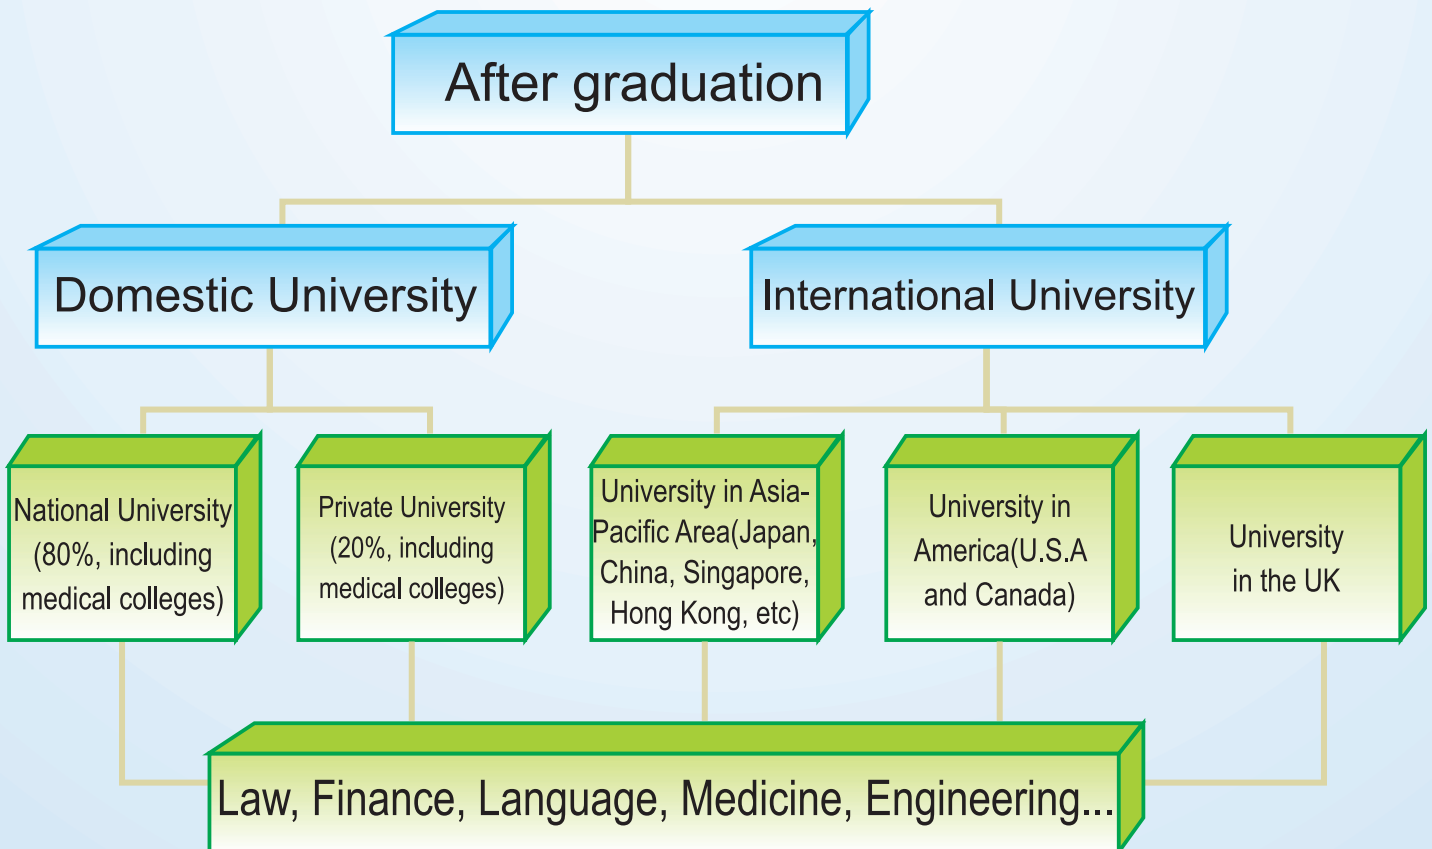 After graduation
Domestic University
International University
National University
(80%, including
medical colleges)
Private University
(20%, including
medical colleges)
University in Asia-
Pacific Area(Japan,
China, Singapore,
Hong Kong, etc)
University in
America(U.S.A
and Canada)
University
in the UK
Law, Finance, Language, Medicine, Engineering...